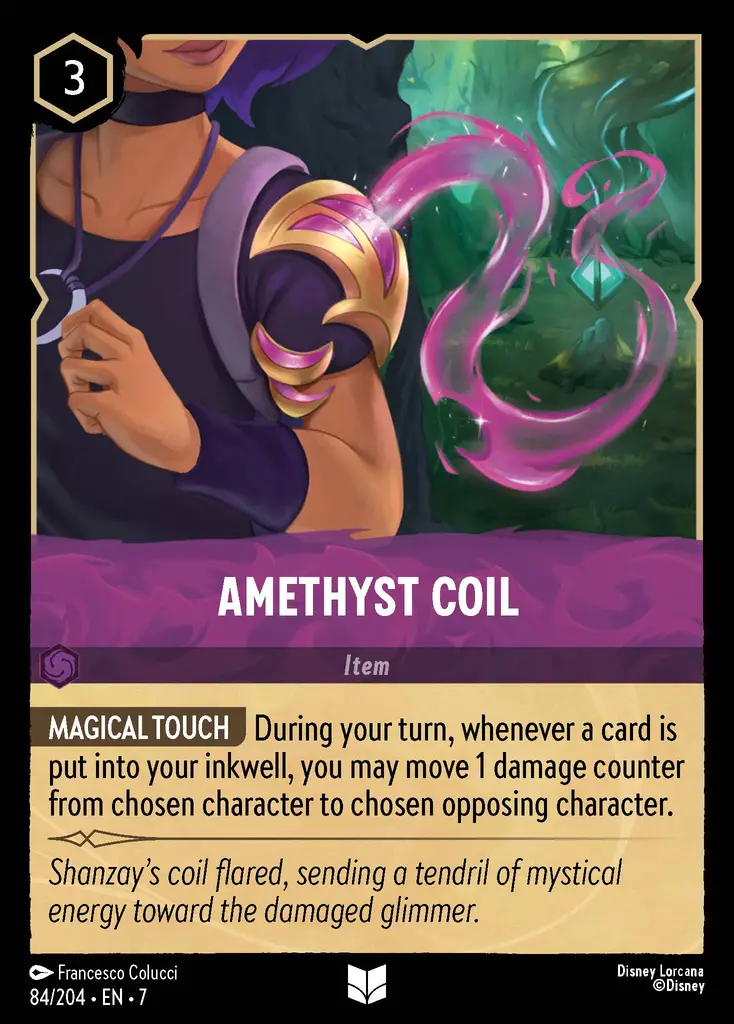 3
AMETHYST COIL
Item
MAGICAL TOUCH During your turn, whenever a card is
put into your inkwell, you may move 1 damage counter
from chosen character to chosen opposing character.
Shanzay's coil flared, sending a tendril of mystical
energy toward the damaged glimmer.
Francesco Colucci
84/204 • EN • 7
Disney Lorcana
©Disney